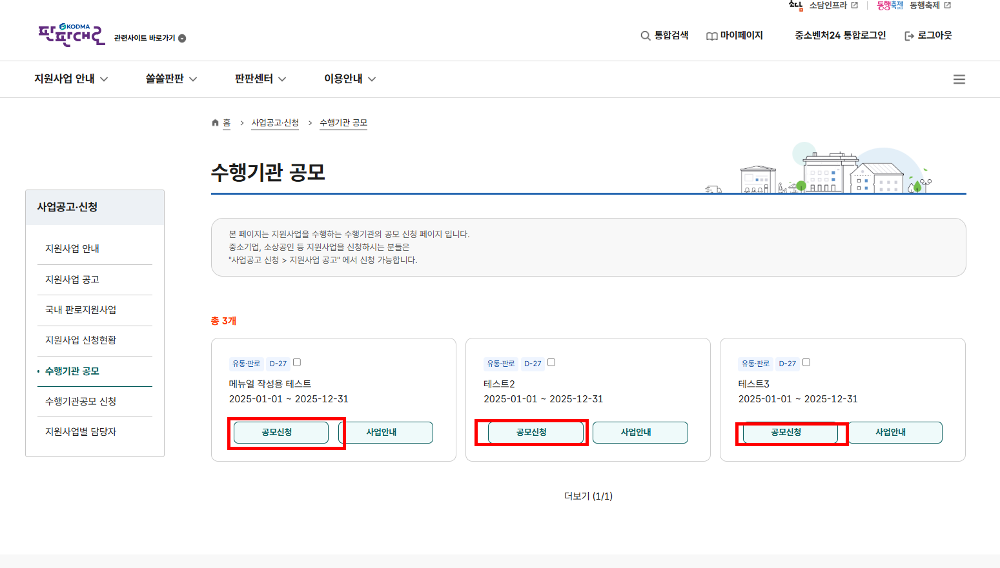 소담
소담인프라
동행축제
동행축제
KODMA
판판대로
관련사이트 바로가기
통합검색
마이페이지
중소벤처24 통합로그인
로그아웃
지원사업 안내
쏠쏠판판
판판센터
이용안내
홈 > 사업공고·신청 > 수행기관 공모
수행기관 공모
사업공고·신청
지원사업 안내
지원사업 공고
국내 판로지원사업
지원사업 신청현황
수행기관 공모
수행기관공모 신청
지원사업별 담당자
본 페이지는 지원사업을 수행하는 수행기관의 공모 신청 페이지 입니다.
중소기업, 소상공인 등 지원사업을 신청하시는 분들은
"사업공고 신청 > 지원사업 공고" 에서 신청 가능합니다.
총 3개
유통·판로 D-27
메뉴얼 작성용 테스트
2025-01-01 ~ 2025-12-31
공모신청 사업안내
유통·판로 D-27
테스트2
2025-01-01 ~ 2025-12-31
공모신청 사업안내
유통·판로 D-27
테스트3
2025-01-01 ~ 2025-12-31
공모신청 사업안내
더보기 (1/1)